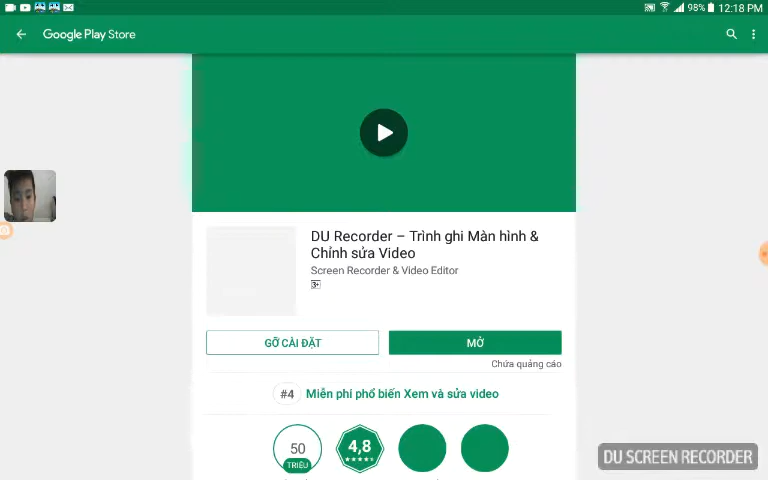 98% 12:18 PM
Google Play Store
DU Recorder – Trình ghi Màn hình &
Chỉnh sửa Video
Screen Recorder & Video Editor
3+
GỠ CÀI ĐẶT
MỞ
Chứa quảng cáo
#4 Miễn phí phổ biến Xem và sửa video
50
TRIỆU
4,8
DU SCREEN RECORDER